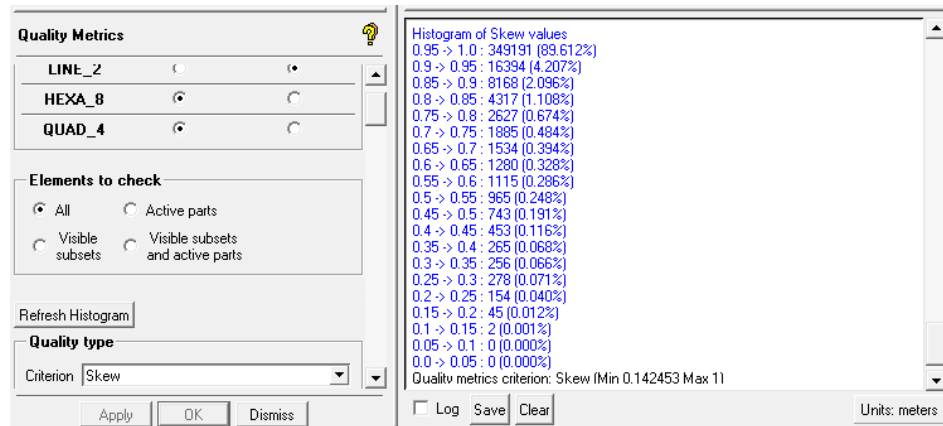 Quality Metrics
LINE_2
HEXA_8
QUAD_4
Elements to check
All
Active parts
Visible subsets
Visible subsets and active parts
Refresh Histogram
Quality type
Criterion Skew
Apply OK Dismiss
Histogram of Skew values
0.95 -> 1.0 : 349191 (89.612%)
0.9 -> 0.95 : 16394 (4.207%)
0.85 -> 0.9 : 8168 (2.096%)
0.8 -> 0.85 : 4317 (1.108%)
0.75 -> 0.8 : 2627 (0.674%)
0.7 -> 0.75 : 1885 (0.484%)
0.65 -> 0.7 : 1534 (0.394%)
0.6 -> 0.65 : 1280 (0.328%)
0.55 -> 0.6 : 1115 (0.286%)
0.5 -> 0.55 : 965 (0.248%)
0.45 -> 0.5 : 743 (0.191%)
0.4 -> 0.45 : 453 (0.116%)
0.35 -> 0.4 : 265 (0.068%)
0.3 -> 0.35 : 256 (0.066%)
0.25 -> 0.3 : 278 (0.071%)
0.2 -> 0.25 : 154 (0.040%)
0.15 -> 0.2 : 45 (0.012%)
0.1 -> 0.15 : 2 (0.001%)
0.05 -> 0.1 : 0 (0.000%)
0.0 -> 0.05 : 0 (0.000%)
Quality metrics criterion: Skew (Min 0.142453 Max 1)
Log Save Clear
Units: meters